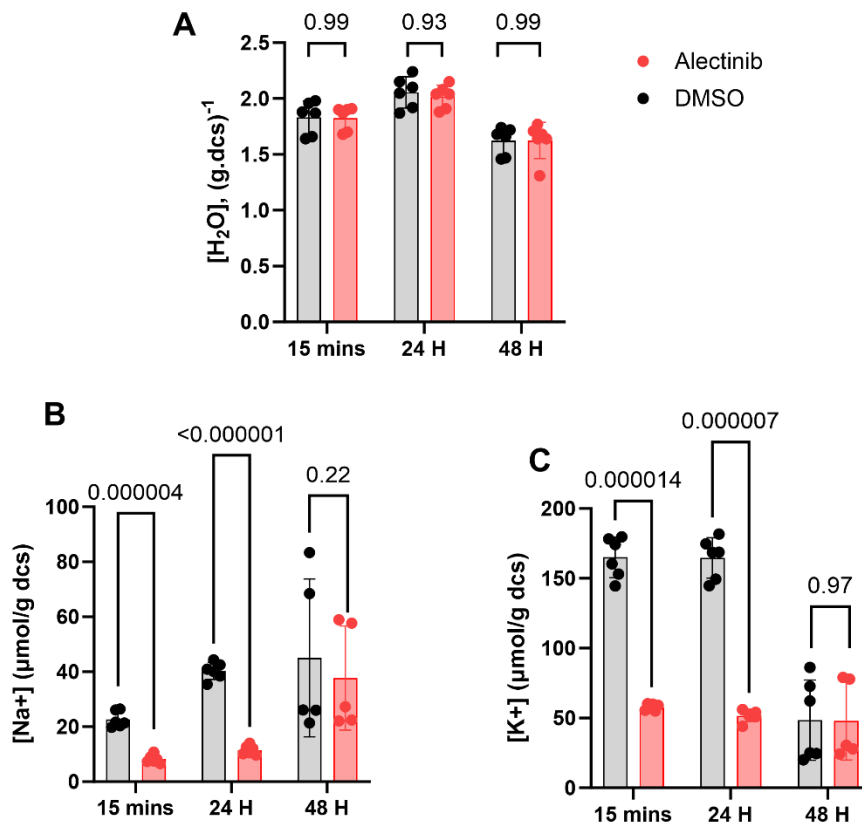 A
0.99 0.93 0.99
2.5
2.0
1.5
1.0
0.5
0.0
[H₂O], (g.dcs)⁻¹
15 mins 24 H 48 H
Alectinib
DMSO
B
<0.000001
0.000004
0.22
100
80
60
40
20
0
[Na+] (µmol/g dcs)
15 mins 24 H 48 H
C
0.000007
0.000014
0.97
200
150
100
50
0
[K+] (µmol/g dcs)
15 mins 24 H 48 H